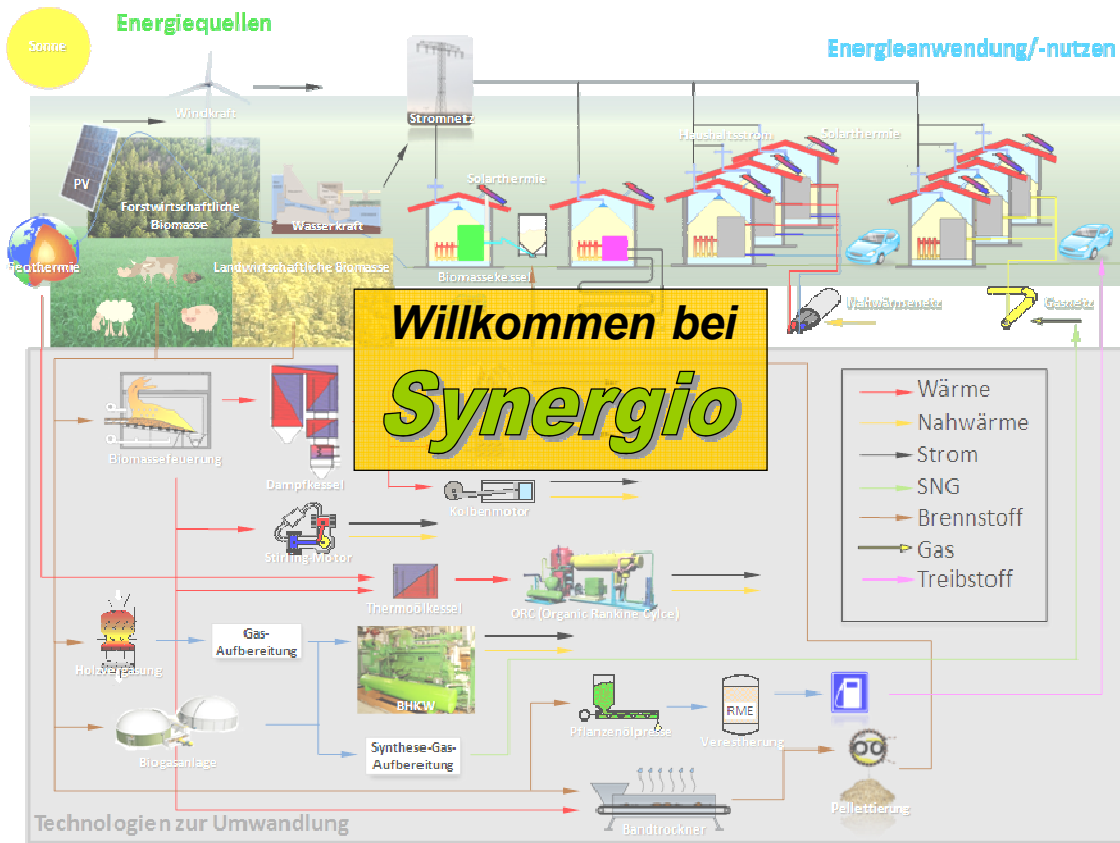 Energiequellen
Sonne
Energieanwendung/-nutzen
Windkraft
Stromnetz
Haushaltsstrom
Solarthermie
PV
Solarthermie
Forstwirtschaftliche
Biomasse
Wasserkraft
Geothermie
Landwirtschaftliche Biomasse
Biomassekessel
Nahwärmenetz
Gasnetz
Willkommen bei
Synergio
Wärme
Nahwärme
Strom
SNG
Brennstoff
Gas
Treibstoff
Biomassefeuerung
Dampfkessel
Kolbenmotor
Stirling Motor
Thermoölkessel
ORC (Organic Rankine Cylce)
Gas-
Aufbereitung
Holzvergasung
BHKW
RME
Pflanzenölpresse
Veresterung
Synthese-Gas-
Aufbereitung
Biogasanlage
Pelletierung
Technologien zur Umwandlung
Bandtrockner